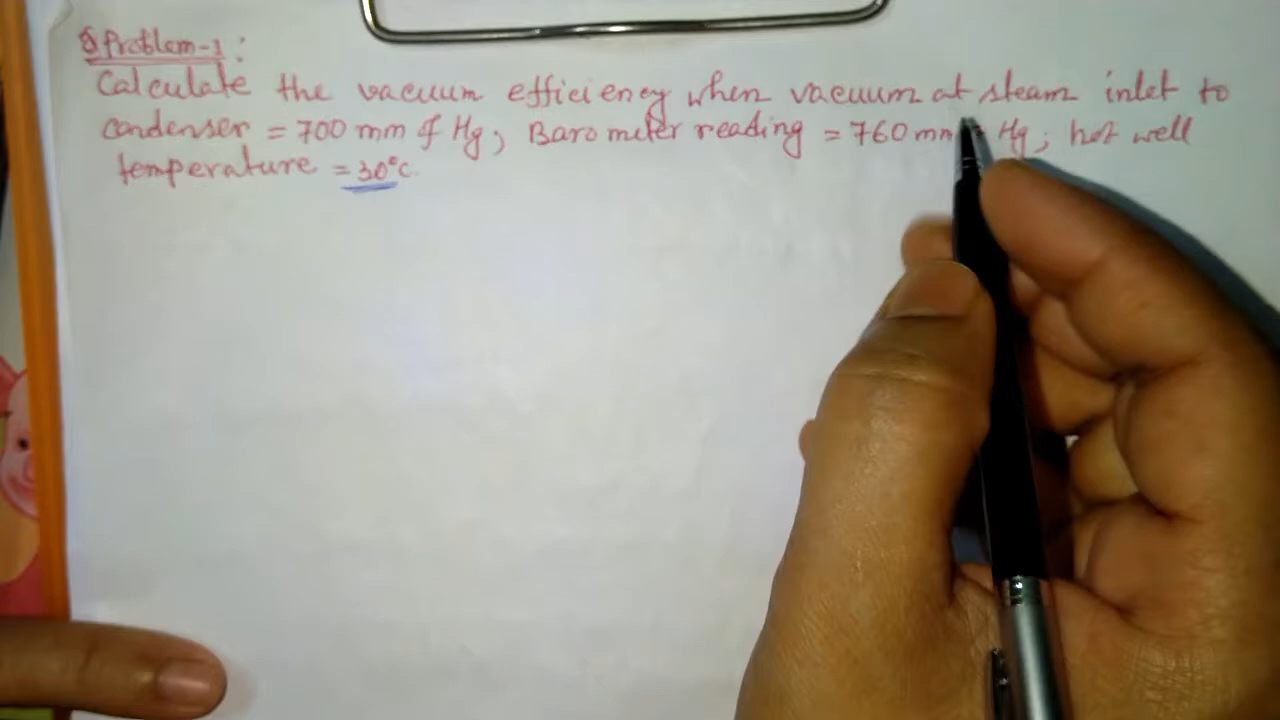 Problem-1:
Calculate the vacuum efficiency when vacuum at steam inlet to
condenser = 700 mm of Hg; Barometer reading = 760 mm Hg; hot well
temperature = 30°C.